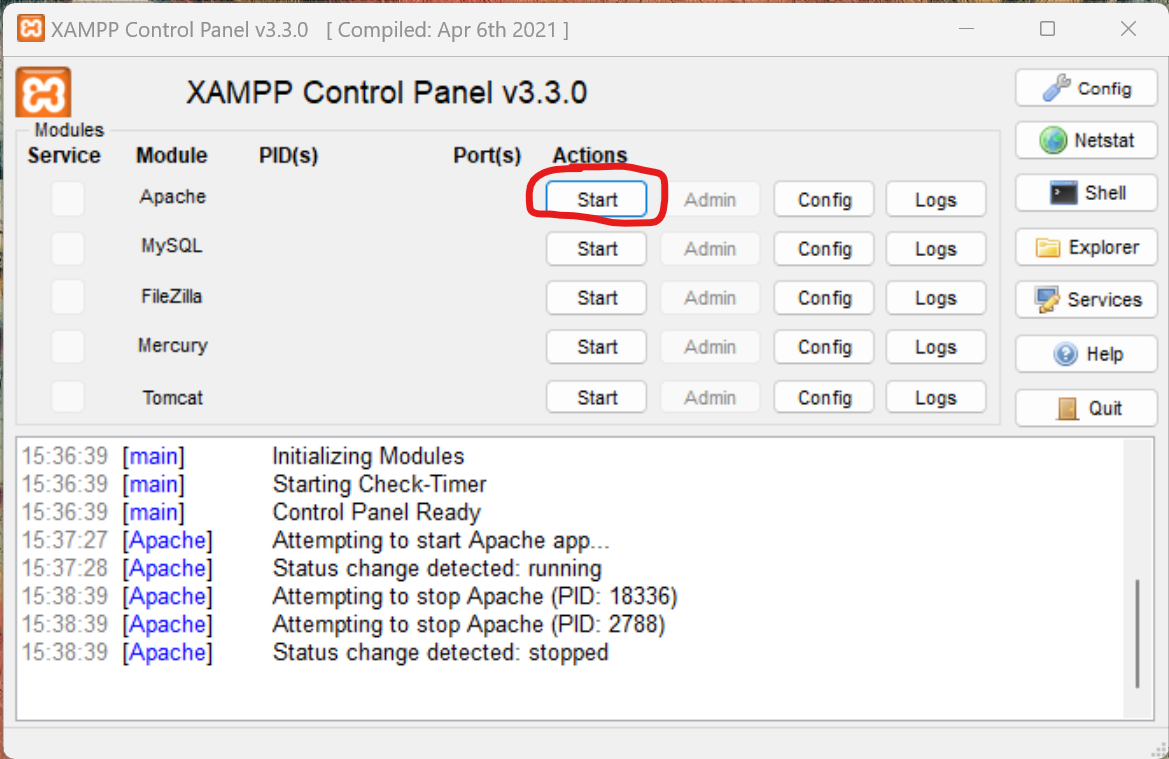 XAMPP Control Panel v3.3.0 [ Compiled: Apr 6th 2021 ]
XAMPP Control Panel v3.3.0
Config
Modules
Service Module PID(s) Port(s) Actions
Netstat
Apache Start Admin Config Logs
Shell
MySQL Start Admin Config Logs
Explorer
FileZilla Start Admin Config Logs
Services
Mercury Start Admin Config Logs
Help
Tomcat Start Admin Config Logs
Quit
15:36:39 [main] Initializing Modules
15:36:39 [main] Starting Check-Timer
15:36:39 [main] Control Panel Ready
15:37:27 [Apache] Attempting to start Apache app...
15:37:28 [Apache] Status change detected: running
15:38:39 [Apache] Attempting to stop Apache (PID: 18336)
15:38:39 [Apache] Attempting to stop Apache (PID: 2788)
15:38:39 [Apache] Status change detected: stopped